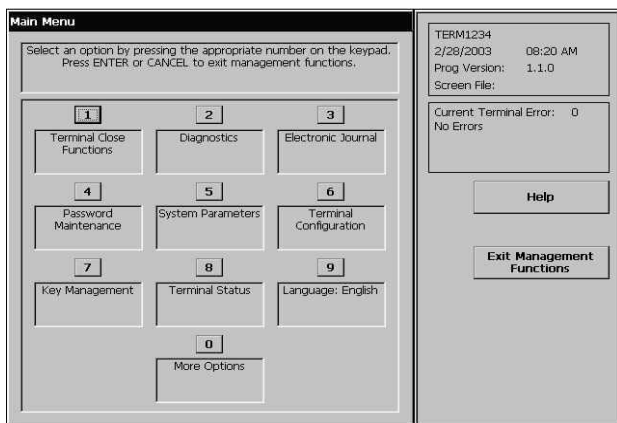 Main Menu
Select an option by pressing the appropriate number on the keypad.
Press ENTER or CANCEL to exit management functions.
1
Terminal Close
Functions
2
Diagnostics
3
Electronic Journal
4
Password
Maintenance
5
System Parameters
6
Terminal
Configuration
7
Key Management
8
Terminal Status
9
Language: English
0
More Options
TERM1234
2/28/2003 08:20 AM
Prog Version: 1.1.0
Screen File:
Current Terminal Error: 0
No Errors
Help
Exit Management
Functions